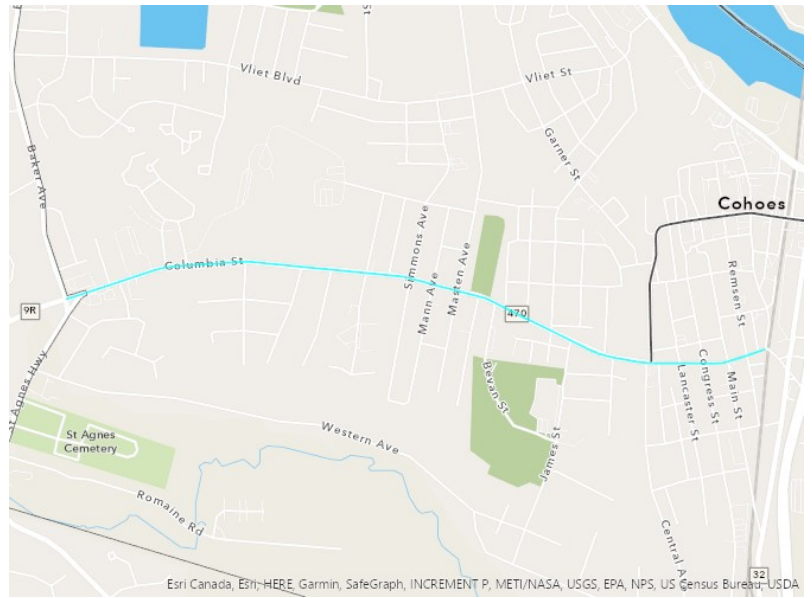 Vliet Blvd
Vliet St
Garner St
Baker Ave
Cohoes
Columbia St
Simmons Ave
Mann Ave
Masten Ave
Remsen St
9R
470
St Agnes Hwy
Bevan St
Lancaster St
Congress St
Main St
St Agnes
Cemetery
Western Ave
James St
Romaine Rd
Central Ave
32
Esri Canada, Esri, HERE, Garmin, SafeGraph, INCREMENT P, METI/NASA, USGS, EPA, NPS, US Census Bureau, USDA